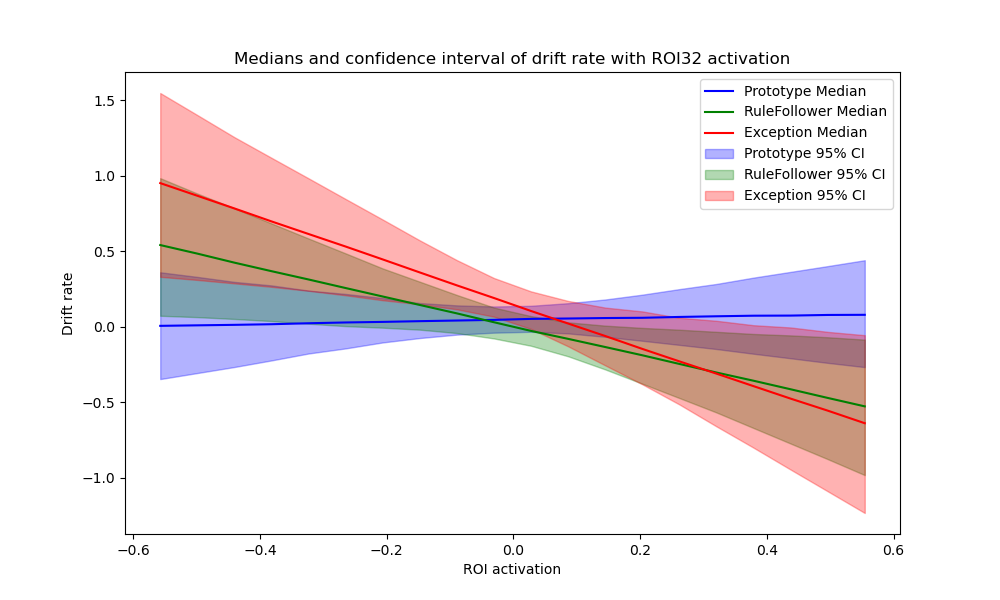 Medians and confidence interval of drift rate with ROI32 activation
Prototype Median
RuleFollower Median
Exception Median
Prototype 95% CI
RuleFollower 95% CI
Exception 95% CI
1.5
1.0
0.5
0.0
−0.5
−1.0
Drift rate
−0.6 −0.4 −0.2 0.0 0.2 0.4 0.6
ROI activation